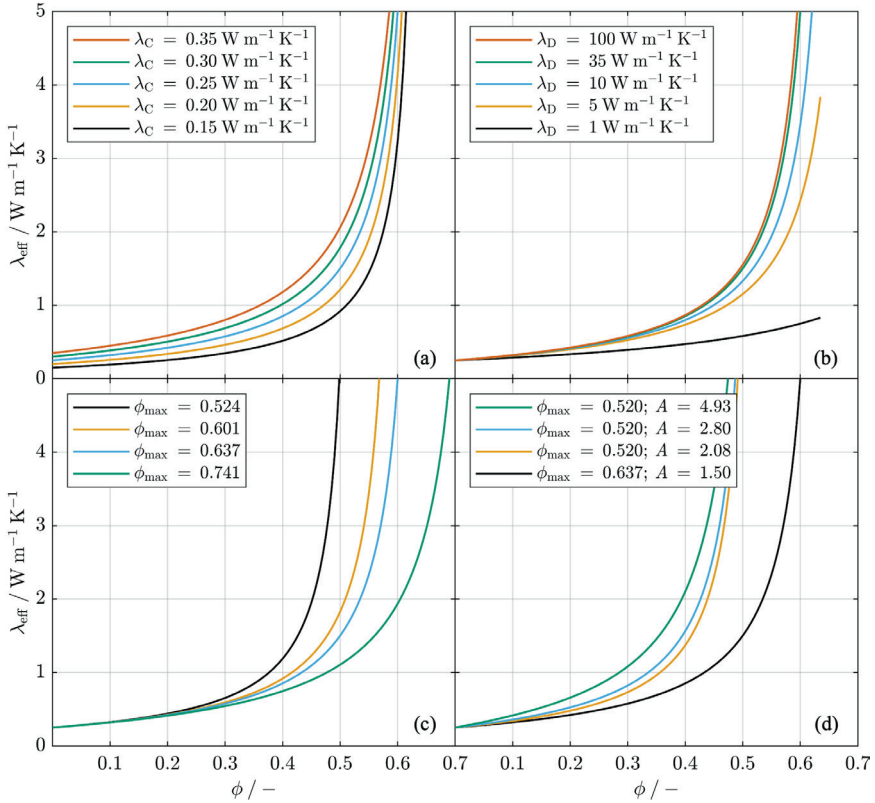 λC = 0.35 W m⁻¹ K⁻¹
λC = 0.30 W m⁻¹ K⁻¹
λC = 0.25 W m⁻¹ K⁻¹
λC = 0.20 W m⁻¹ K⁻¹
λC = 0.15 W m⁻¹ K⁻¹
5
4
3
2
1
0
λeff / W m⁻¹ K⁻¹
(a)
λD = 100 W m⁻¹ K⁻¹
λD = 35 W m⁻¹ K⁻¹
λD = 10 W m⁻¹ K⁻¹
λD = 5 W m⁻¹ K⁻¹
λD = 1 W m⁻¹ K⁻¹
(b)
ϕmax = 0.524
ϕmax = 0.601
ϕmax = 0.637
ϕmax = 0.741
4
3
2
1
0
λeff / W m⁻¹ K⁻¹
(c)
0.1 0.2 0.3 0.4 0.5 0.6 0.7
ϕ / −
ϕmax = 0.520; A = 4.93
ϕmax = 0.520; A = 2.80
ϕmax = 0.520; A = 2.08
ϕmax = 0.637; A = 1.50
(d)
0.1 0.2 0.3 0.4 0.5 0.6 0.7
ϕ / −